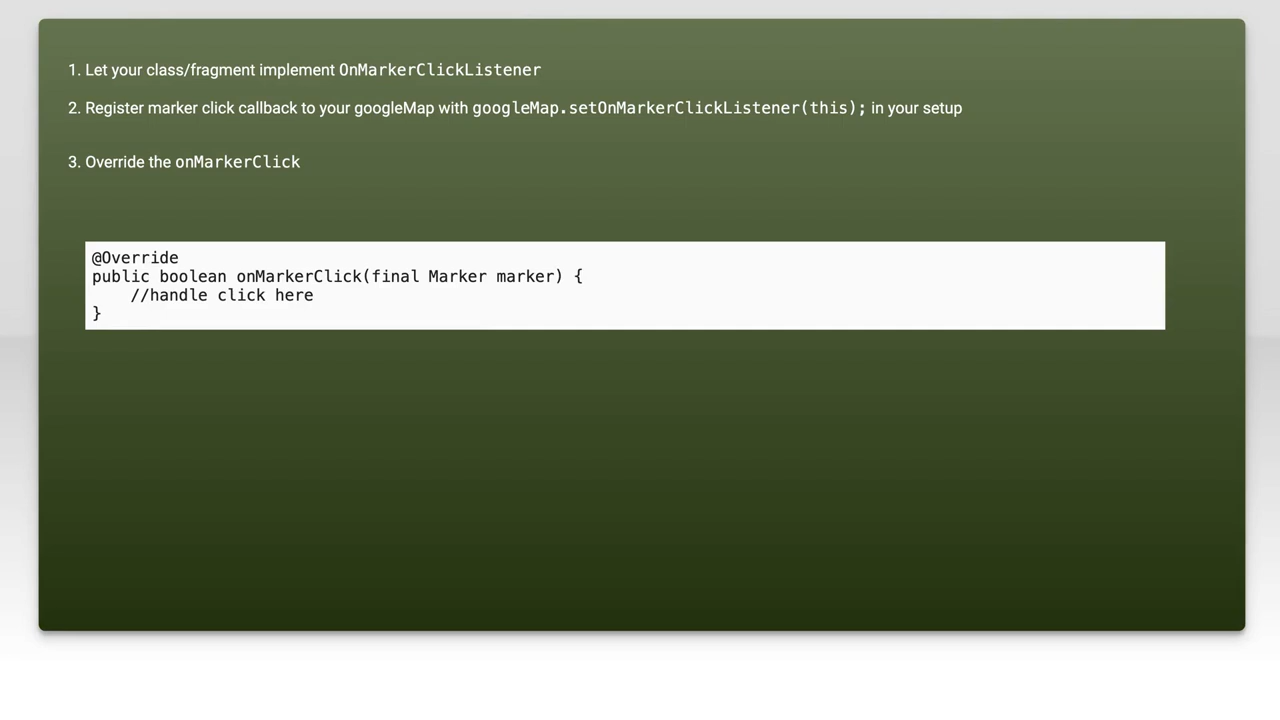 1. Let your class/fragment implement OnMarkerClickListener
2. Register marker click callback to your googleMap with googleMap.setOnMarkerClickListener(this); in your setup
3. Override the onMarkerClick
@Override
public boolean onMarkerClick(final Marker marker) {
    //handle click here
}